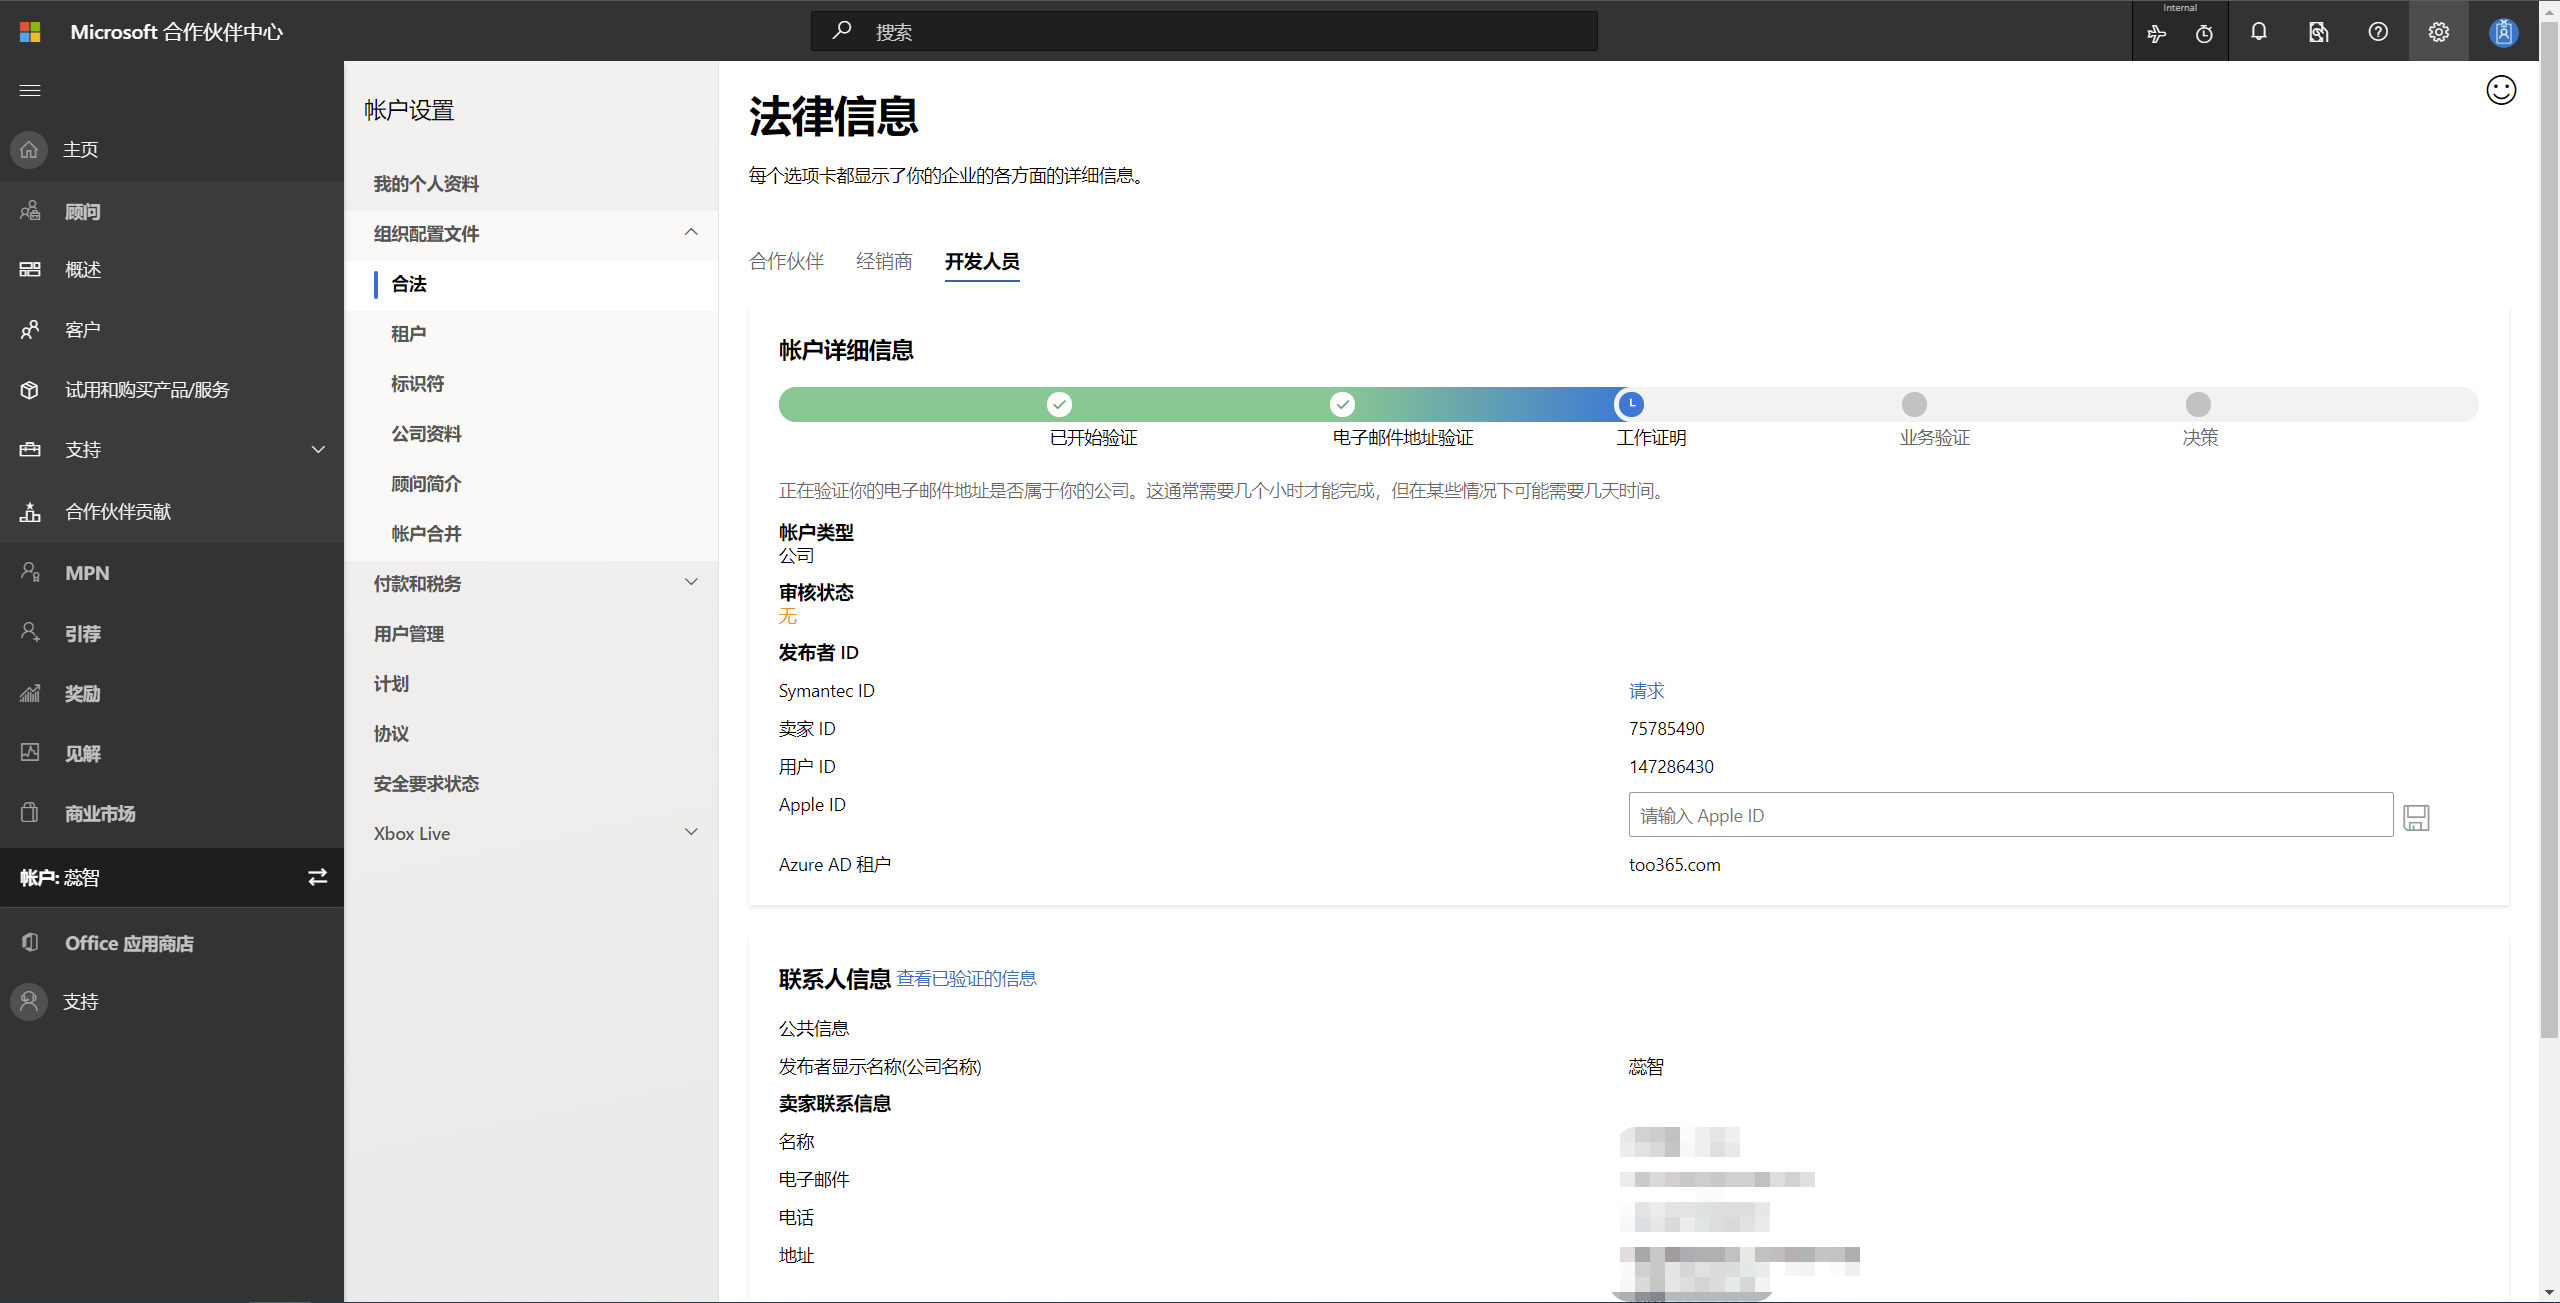 Microsoft 合作伙伴中心
搜索
Internal
主页
顾问
概述
客户
试用和购买产品/服务
支持
合作伙伴贡献
MPN
引荐
奖励
见解
商业市场
帐户: 蕊智
Office 应用商店
支持
帐户设置
我的个人资料
组织配置文件
合法
租户
标识符
公司资料
顾问简介
帐户合并
付款和税务
用户管理
计划
协议
安全要求状态
Xbox Live
法律信息
每个选项卡都显示了你的企业的各方面的详细信息。
合作伙伴 经销商 开发人员
帐户详细信息
已开始验证 电子邮件地址验证 工作证明 业务验证 决策
正在验证你的电子邮件地址是否属于你的公司。这通常需要几个小时才能完成，但在某些情况下可能需要几天时间。
帐户类型
公司
审核状态
无
发布者 ID
Symantec ID 请求
卖家 ID 75785490
用户 ID 147286430
Apple ID 请输入 Apple ID
Azure AD 租户 too365.com
联系人信息 查看已验证的信息
公共信息
发布者显示名称(公司名称) 蕊智
卖家联系信息
名称
电子邮件
电话
地址